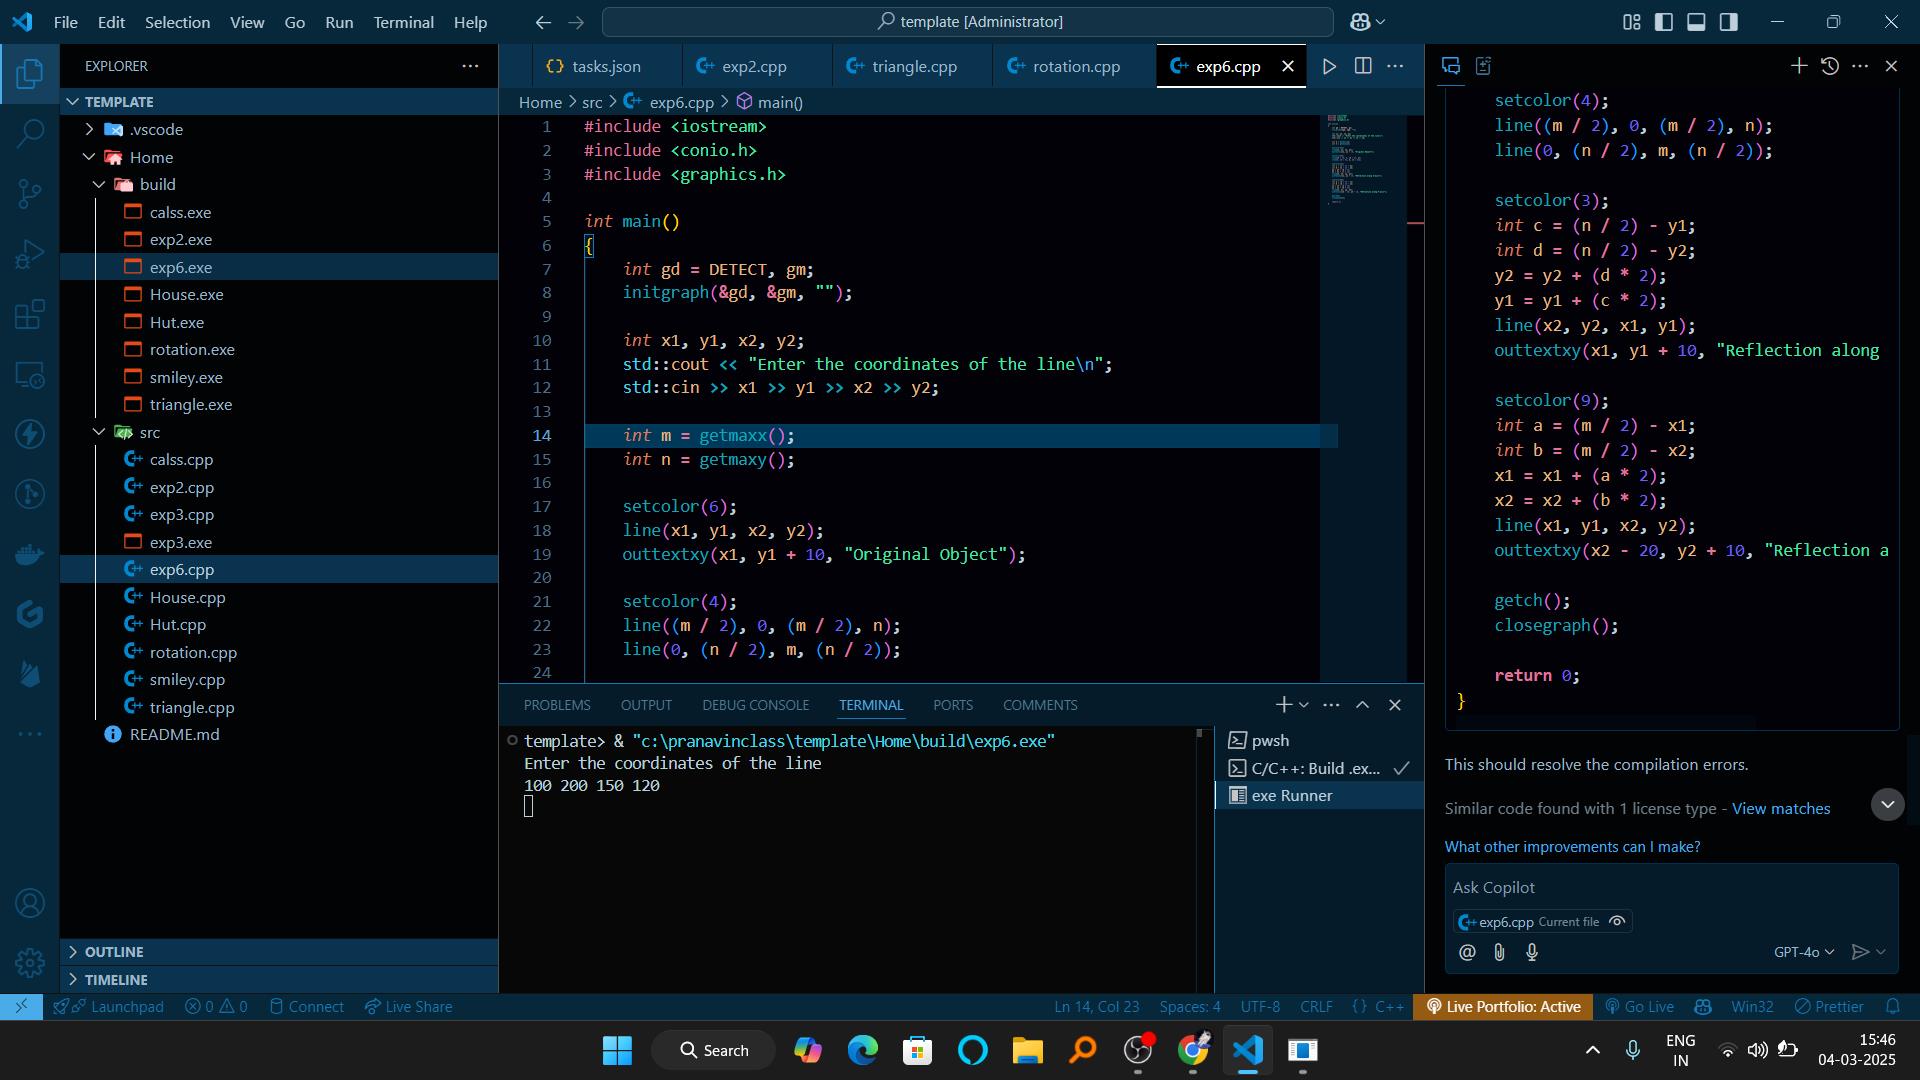 File Edit Selection View Go Run Terminal Help
template [Administrator]
EXPLORER
TEMPLATE
.vscode
Home
build
calss.exe
exp2.exe
exp6.exe
House.exe
Hut.exe
rotation.exe
smiley.exe
triangle.exe
src
calss.cpp
exp2.cpp
exp3.cpp
exp3.exe
exp6.cpp
House.cpp
Hut.cpp
rotation.cpp
smiley.cpp
triangle.cpp
README.md
OUTLINE
TIMELINE
tasks.json exp2.cpp triangle.cpp rotation.cpp exp6.cpp
Home > src > exp6.cpp > main()
1 #include <iostream>
2 #include <conio.h>
3 #include <graphics.h>
4
5 int main()
6 {
7 int gd = DETECT, gm;
8 initgraph(&gd, &gm, "");
9
10 int x1, y1, x2, y2;
11 std::cout << "Enter the coordinates of the line\n";
12 std::cin >> x1 >> y1 >> x2 >> y2;
13
14 int m = getmaxx();
15 int n = getmaxy();
16
17 setcolor(6);
18 line(x1, y1, x2, y2);
19 outtextxy(x1, y1 + 10, "Original Object");
20
21 setcolor(4);
22 line((m / 2), 0, (m / 2), n);
23 line(0, (n / 2), m, (n / 2));
24
PROBLEMS OUTPUT DEBUG CONSOLE TERMINAL PORTS COMMENTS
template> & "c:\pranavinclass\template\Home\build\exp6.exe"
Enter the coordinates of the line
100 200 150 120
pwsh
C/C++: Build .ex...
exe Runner
setcolor(4);
line((m / 2), 0, (m / 2), n);
line(0, (n / 2), m, (n / 2));
setcolor(3);
int c = (n / 2) - y1;
int d = (n / 2) - y2;
y2 = y2 + (d * 2);
y1 = y1 + (c * 2);
line(x2, y2, x1, y1);
outtextxy(x1, y1 + 10, "Reflection along
setcolor(9);
int a = (m / 2) - x1;
int b = (m / 2) - x2;
x1 = x1 + (a * 2);
x2 = x2 + (b * 2);
line(x1, y1, x2, y2);
outtextxy(x2 - 20, y2 + 10, "Reflection a
getch();
closegraph();
return 0;
}
This should resolve the compilation errors.
Similar code found with 1 license type - View matches
What other improvements can I make?
Ask Copilot
exp6.cpp Current file
GPT-4o
Launchpad 0 0 Connect Live Share Ln 14, Col 23 Spaces: 4 UTF-8 CRLF {} C++ Live Portfolio: Active Go Live Win32 Prettier
Search
ENG
IN
15:46
04-03-2025